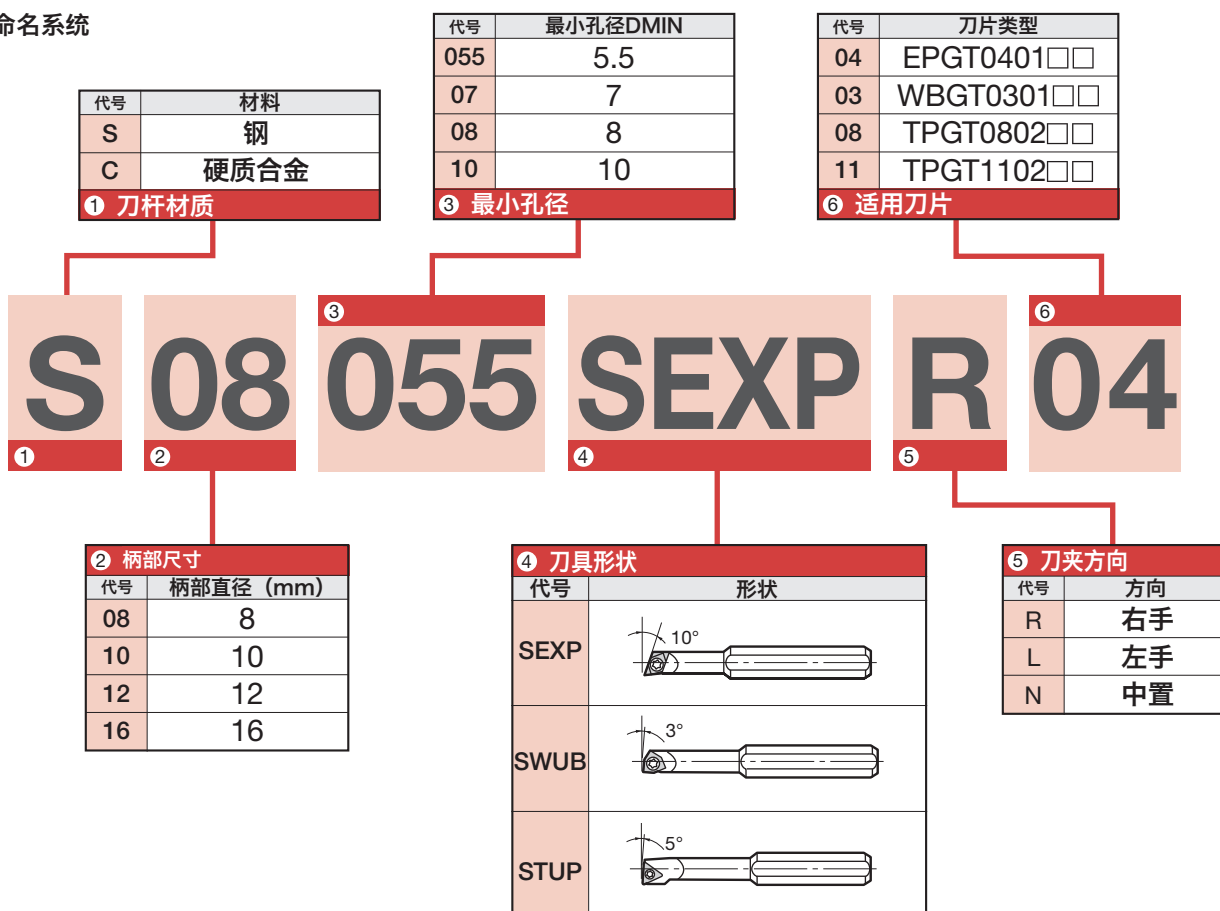 命名系统
代号 材料
S 钢
C 硬质合金
① 刀杆材质
代号 最小孔径DMIN
055 5.5
07 7
08 8
10 10
③ 最小孔径
代号 刀片类型
04 EPGT0401□□
03 WBGT0301□□
08 TPGT0802□□
11 TPGT1102□□
⑥ 适用刀片
③ ⑥
S 08 055 SEXP R 04
① ② ④ ⑤
② 柄部尺寸
代号 柄部直径（mm）
08 8
10 10
12 12
16 16
④ 刀具形状
代号 形状
SEXP 10°
SWUB 3°
STUP 5°
⑤ 刀夹方向
代号 方向
R 右手
L 左手
N 中置